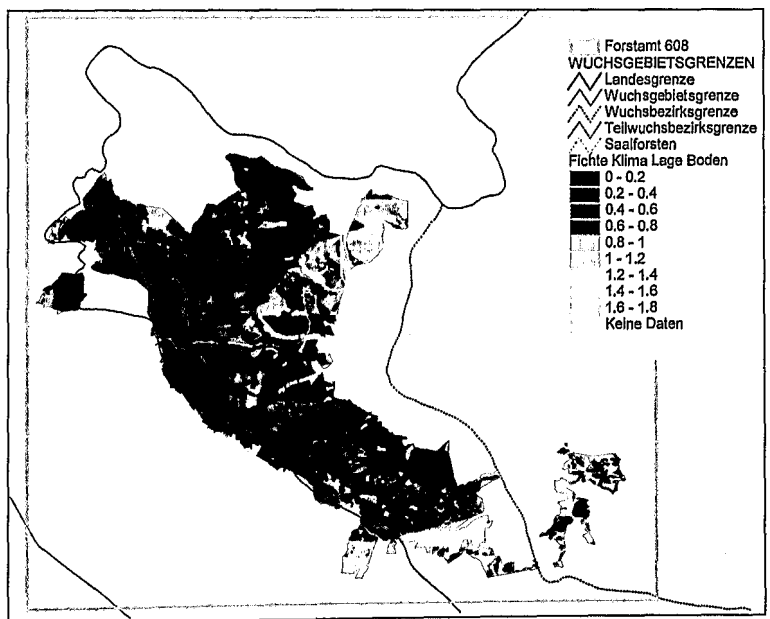 Forstamt 608
WUCHSGEBIETSGRENZEN
Landesgrenze
Wuchsgebietsgrenze
Wuchsbezirksgrenze
Teilwuchsbezirksgrenze
Saalforsten
Fichte Klima Lage Boden
0 - 0.2
0.2 - 0.4
0.4 - 0.6
0.6 - 0.8
0.8 - 1
1 - 1.2
1.2 - 1.4
1.4 - 1.6
1.6 - 1.8
Keine Daten